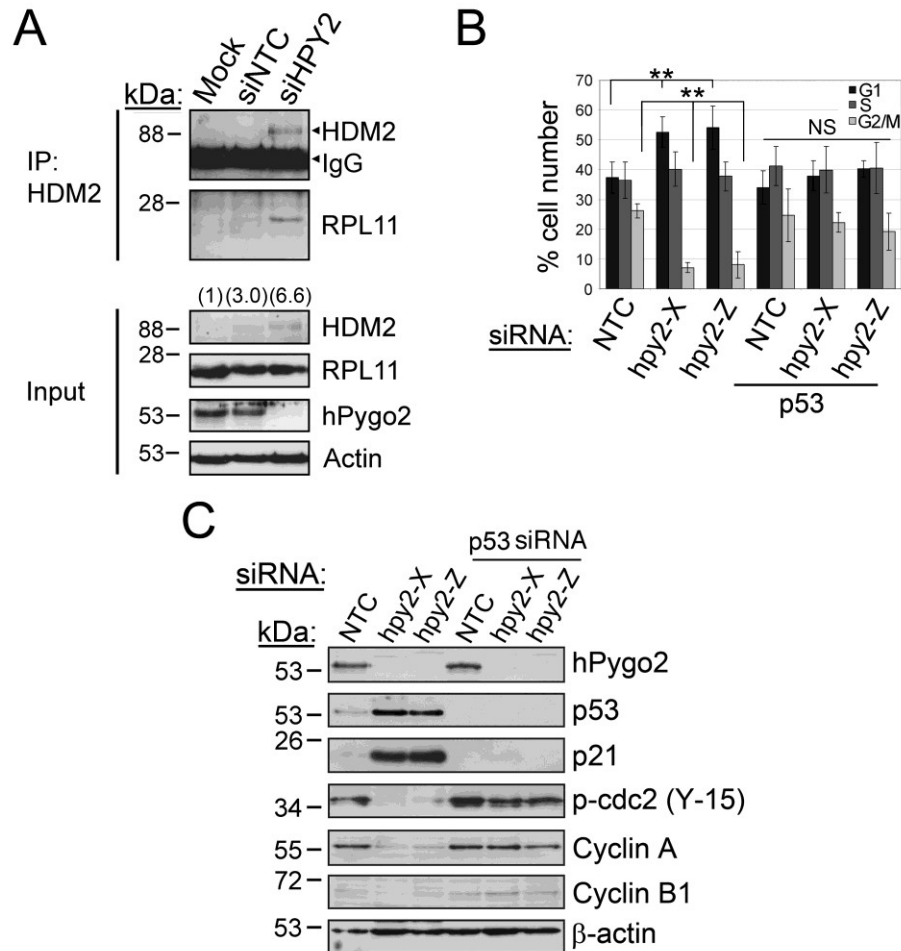 A
kDa: Mock siNTC siHPY2
IP: HDM2
88 HDM2
IgG
28 RPL11
(1) (3.0) (6.6)
Input
88 HDM2
28 RPL11
53 hPygo2
53 Actin
B
% cell number
70
60
50
40
30
20
10
0
** **
NS
G1
S
G2/M
siRNA: NTC hpy2-X hpy2-Z NTC hpy2-X hpy2-Z
p53
C
p53 siRNA
siRNA: NTC hpy2-X hpy2-Z NTC hpy2-X hpy2-Z
kDa:
53 hPygo2
53 p53
26 p21
34 p-cdc2 (Y-15)
55 Cyclin A
72 Cyclin B1
53 β-actin